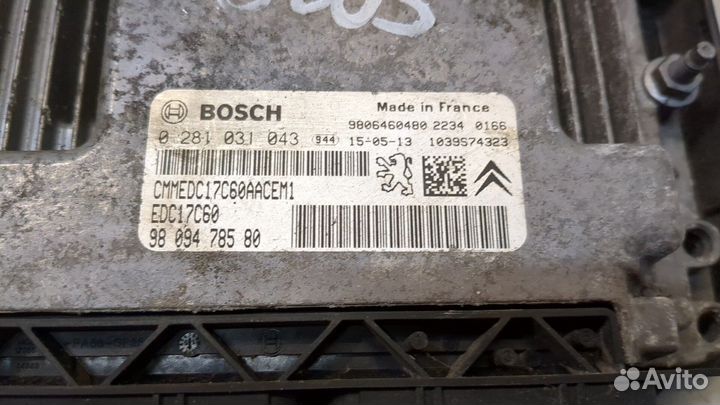 BOSCH
Made in France
9806460480 2234 0166
0 281 031 043 944 15-05-13 1039S74323
CMMEDC17C60AACEM1
EDC17C60
98 094 785 80
Avito